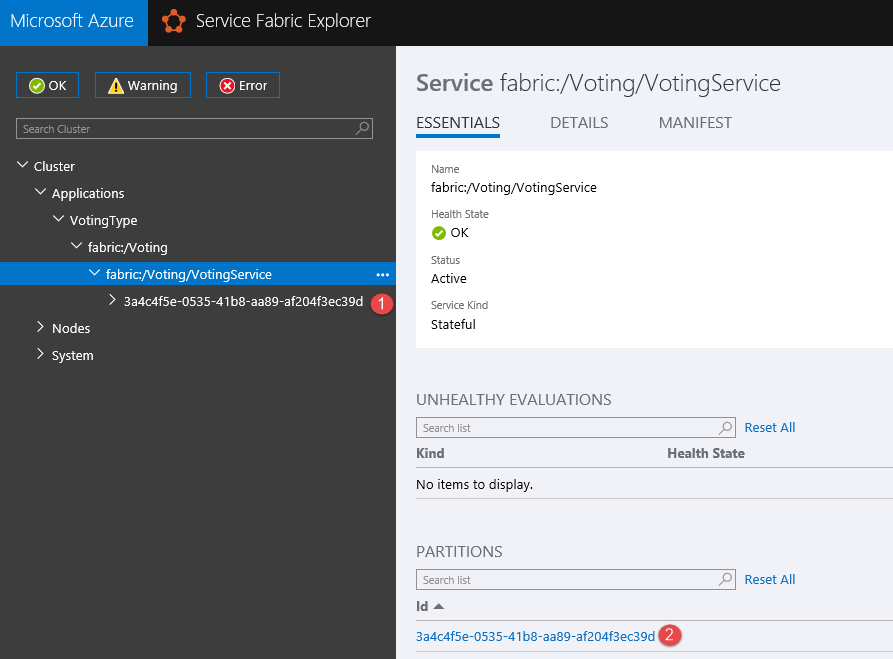 Microsoft Azure Service Fabric Explorer
OK Warning Error
Search Cluster
Cluster
Applications
VotingType
fabric:/Voting
fabric:/Voting/VotingService ...
3a4c4f5e-0535-41b8-aa89-af204f3ec39d 1
Nodes
System
Service fabric:/Voting/VotingService
ESSENTIALS DETAILS MANIFEST
Name
fabric:/Voting/VotingService
Health State
OK
Status
Active
Service Kind
Stateful
UNHEALTHY EVALUATIONS
Search list Reset All
Kind Health State
No items to display.
PARTITIONS
Search list Reset All
Id
3a4c4f5e-0535-41b8-aa89-af204f3ec39d 2